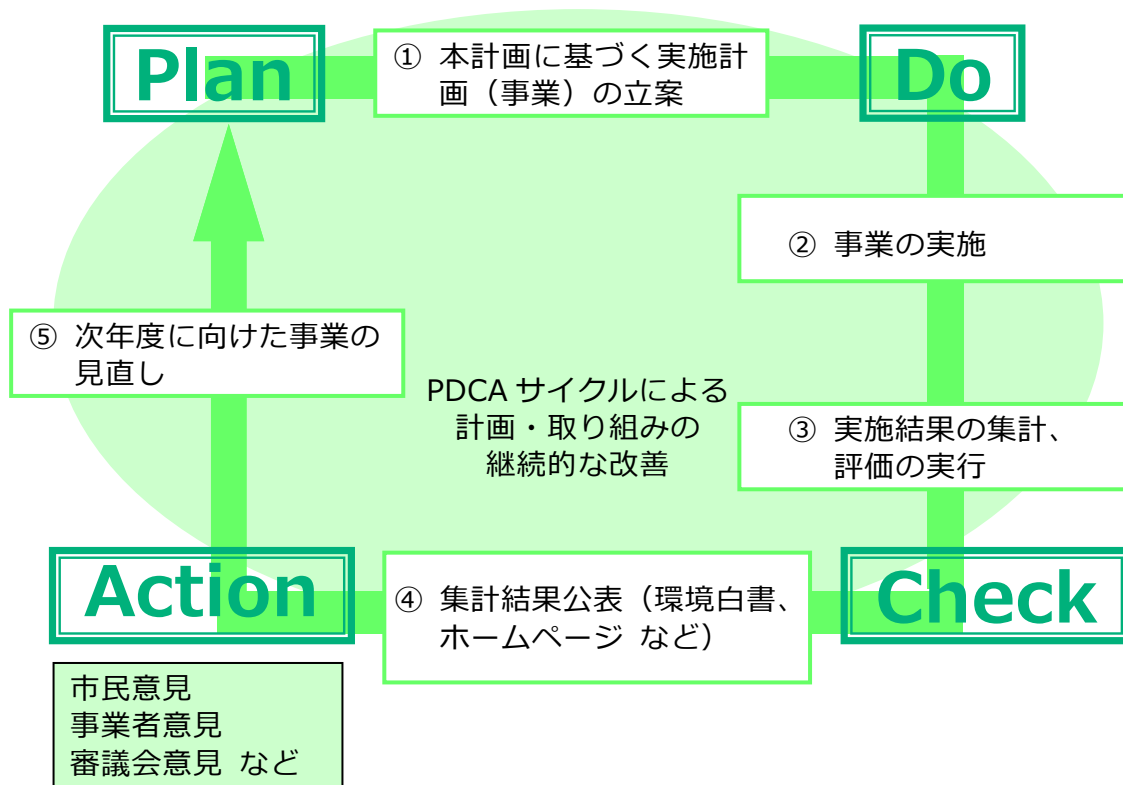 Plan
① 本計画に基づく実施計
画（事業）の立案
Do
② 事業の実施
③ 実施結果の集計、
評価の実行
Check
④ 集計結果公表（環境白書、
ホームページ など）
Action
市民意見
事業者意見
審議会意見 など
⑤ 次年度に向けた事業の
見直し
PDCA サイクルによる
計画・取り組みの
継続的な改善